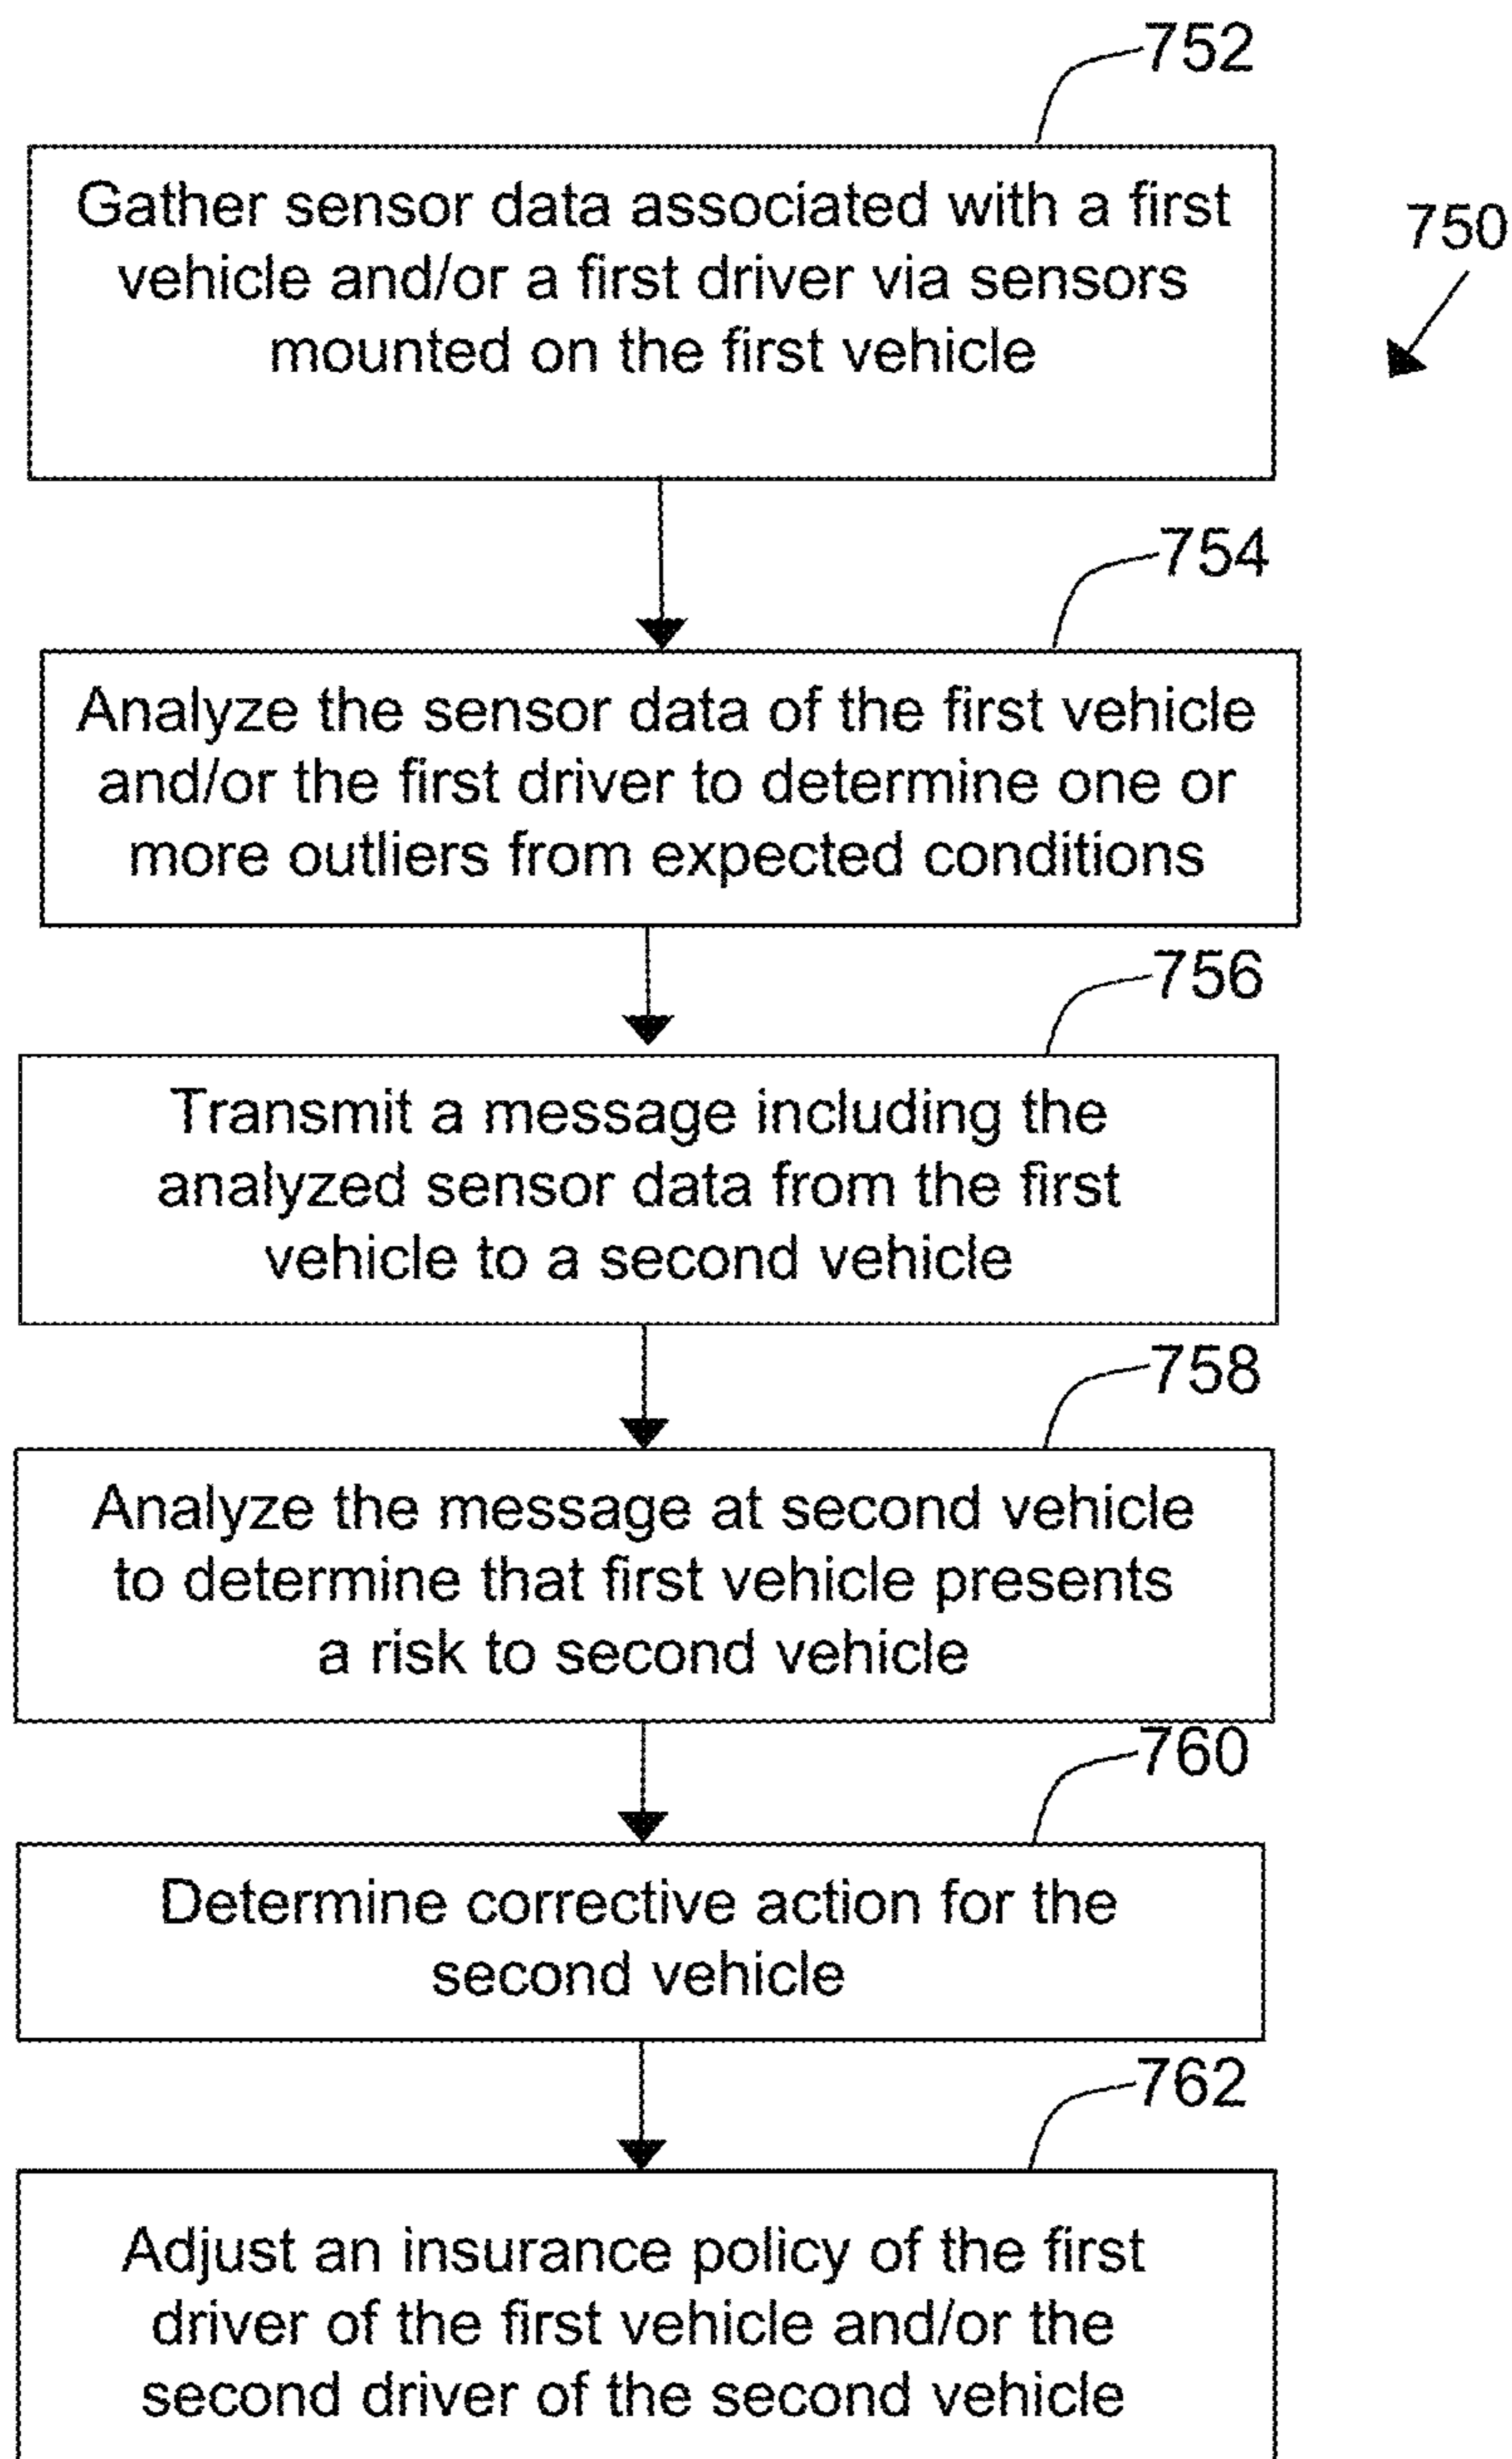 752
Gather sensor data associated with a first
vehicle and/or a first driver via sensors
mounted on the first vehicle
750
754
Analyze the sensor data of the first vehicle
and/or the first driver to determine one or
more outliers from expected conditions
756
Transmit a message including the
analyzed sensor data from the first
vehicle to a second vehicle
758
Analyze the message at second vehicle
to determine that first vehicle presents
a risk to second vehicle
760
Determine corrective action for the
second vehicle
762
Adjust an insurance policy of the first
driver of the first vehicle and/or the
second driver of the second vehicle